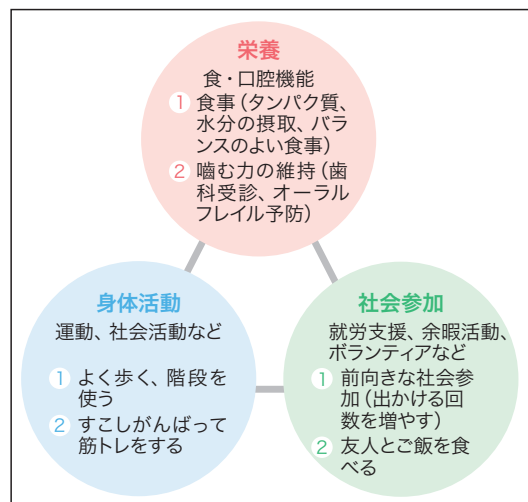 栄養
食・口腔機能
1 食事(タンパク質、
水分の摂取、バラ
ンスのよい食事)
2 嚙む力の維持(歯
科受診、オーラル
フレイル予防)
身体活動
運動、社会活動など
1 よく歩く、階段を
使う
2 すこしがんばって
筋トレをする
社会参加
就労支援、余暇活動、
ボランティアなど
1 前向きな社会参
加(出かける回
数を増やす)
2 友人とご飯を食
べる